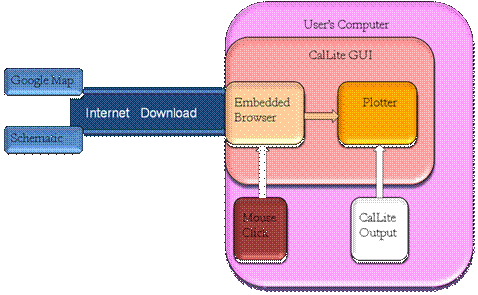 User's Computer
CalLite GUI
Google Map
Internet Download
Schematic
Embedded
Browser
Plotter
Mouse
Click
CalLite
Output